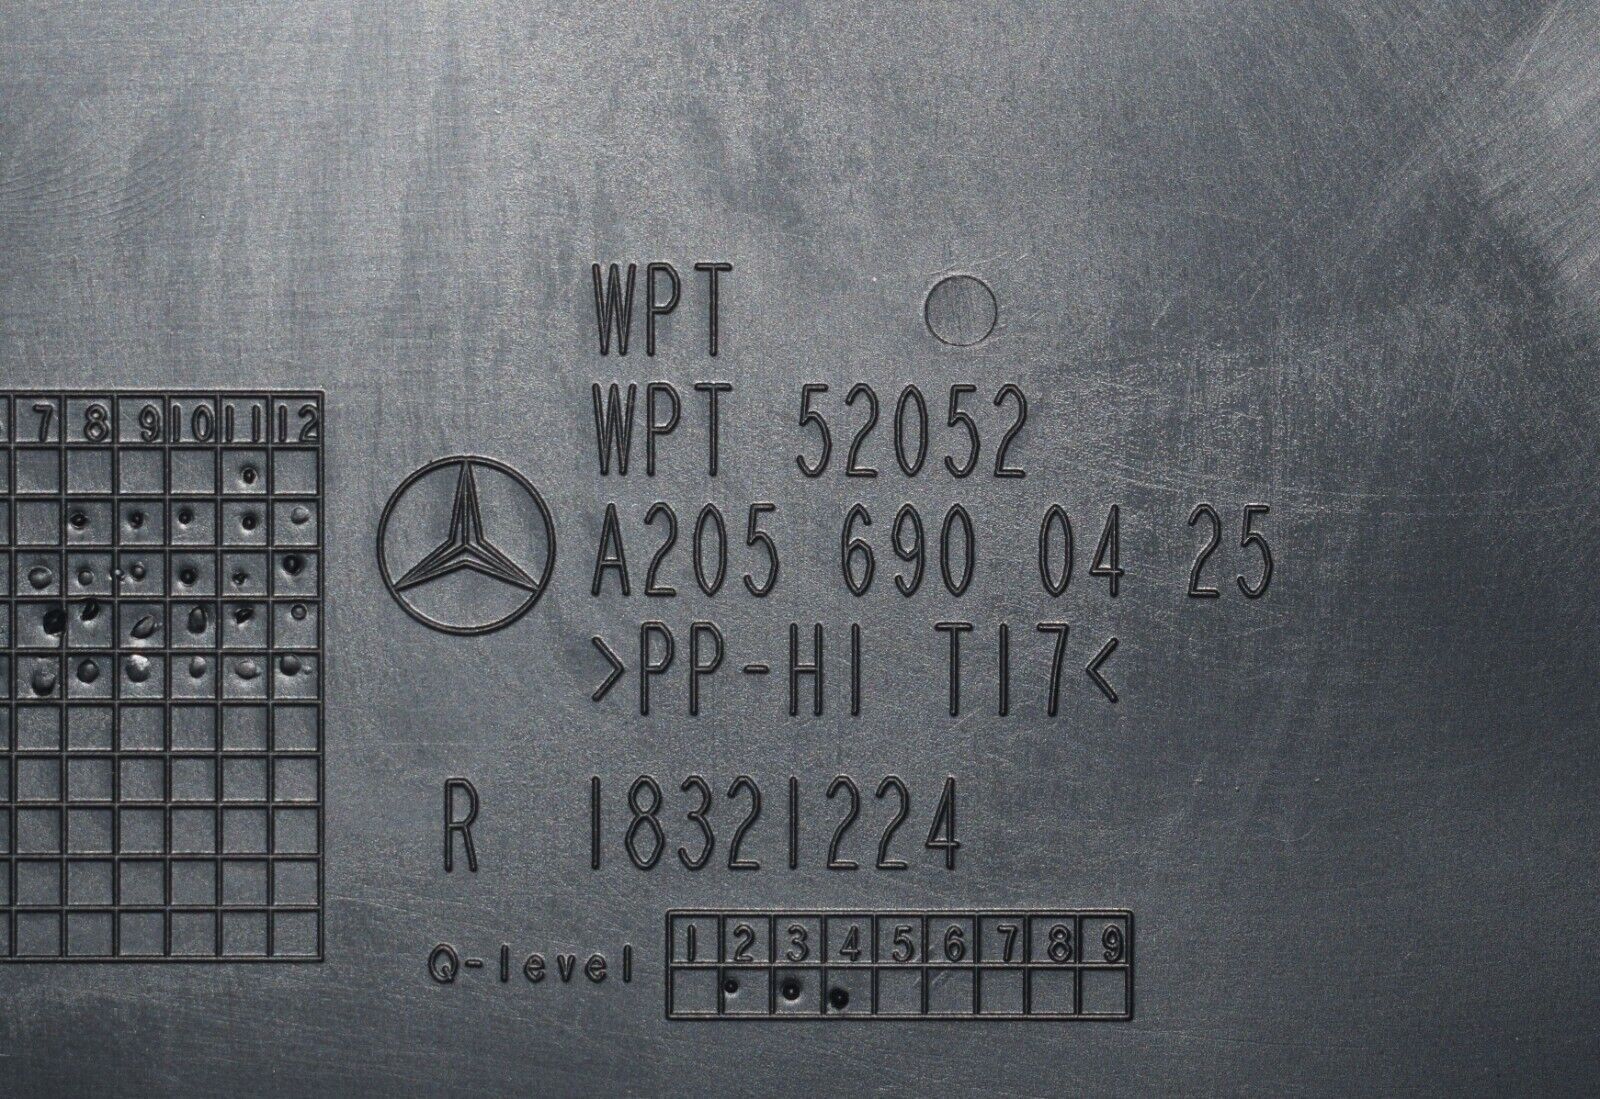 WPT
WPT 52052
A205 690 04 25
>PP-HI T17<
R 18321224
7 8 9 10 11 12
Q-level 1 2 3 4 5 6 7 8 9